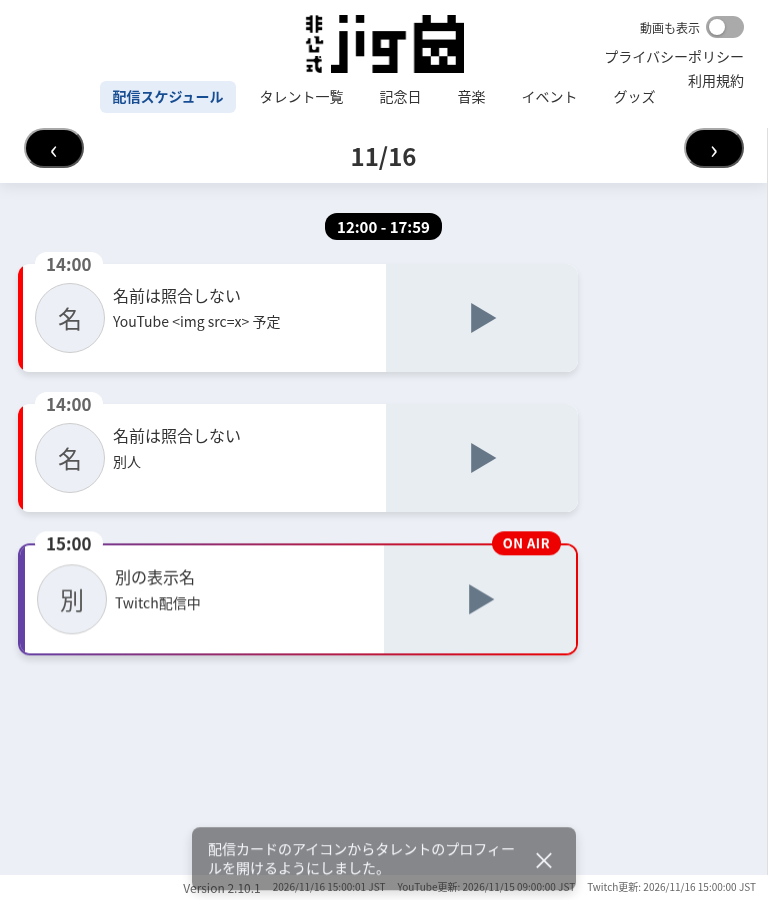 非公式 jig
動画も表示
プライバシーポリシー
利用規約
配信スケジュール タレント一覧 記念日 音楽 イベント グッズ
‹ 11/16 ›
12:00 - 17:59
14:00
名
名前は照合しない
YouTube <img src=x> 予定
14:00
名
名前は照合しない
別人
15:00
ON AIR
別
別の表示名
Twitch配信中
配信カードのアイコンからタレントのプロフィー
ルを開けるようにしました。
Version 2.10.1 2026/11/16 15:00:01 JST YouTube更新: 2026/11/15 09:00:00 JST Twitch更新: 2026/11/16 15:00:00 JST